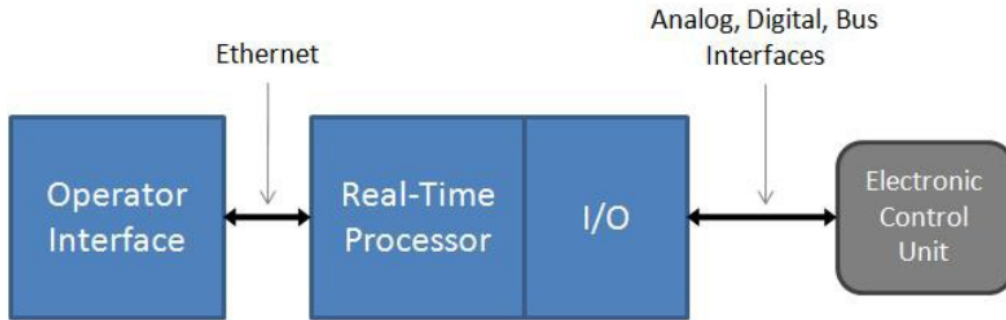 Ethernet
Analog, Digital, Bus
Interfaces
Operator
Interface
Real-Time
Processor
I/O
Electronic
Control
Unit